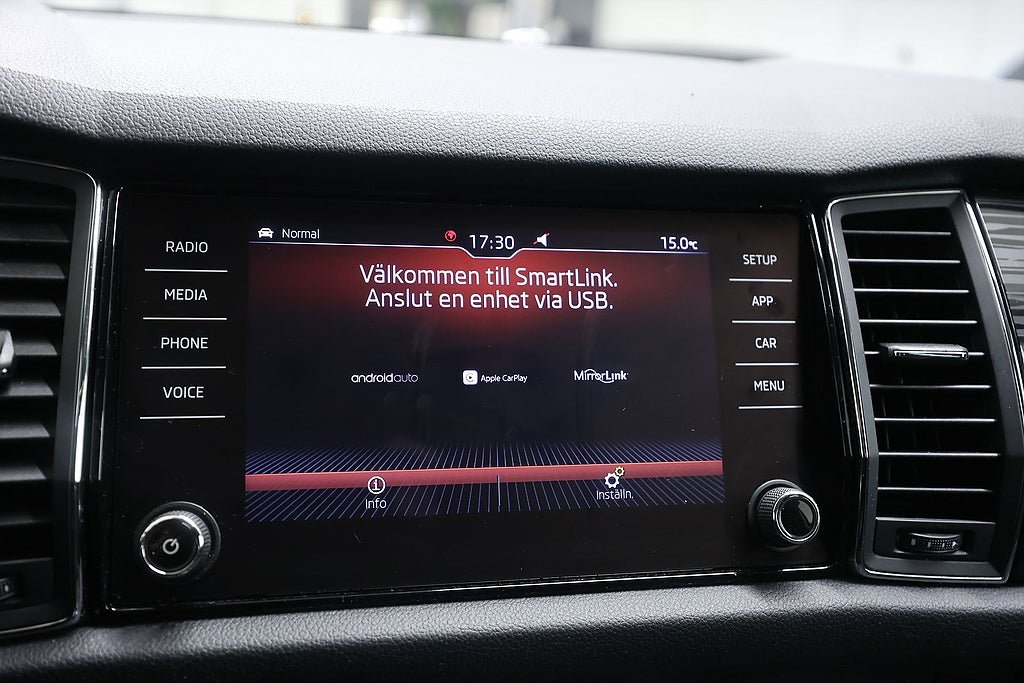 RADIO
MEDIA
PHONE
VOICE
Normal
17:30
15.0°C
Välkommen till SmartLink.
Anslut en enhet via USB.
androidauto
Apple CarPlay
MirrorLink
Info
Inställn.
SETUP
APP
CAR
MENU